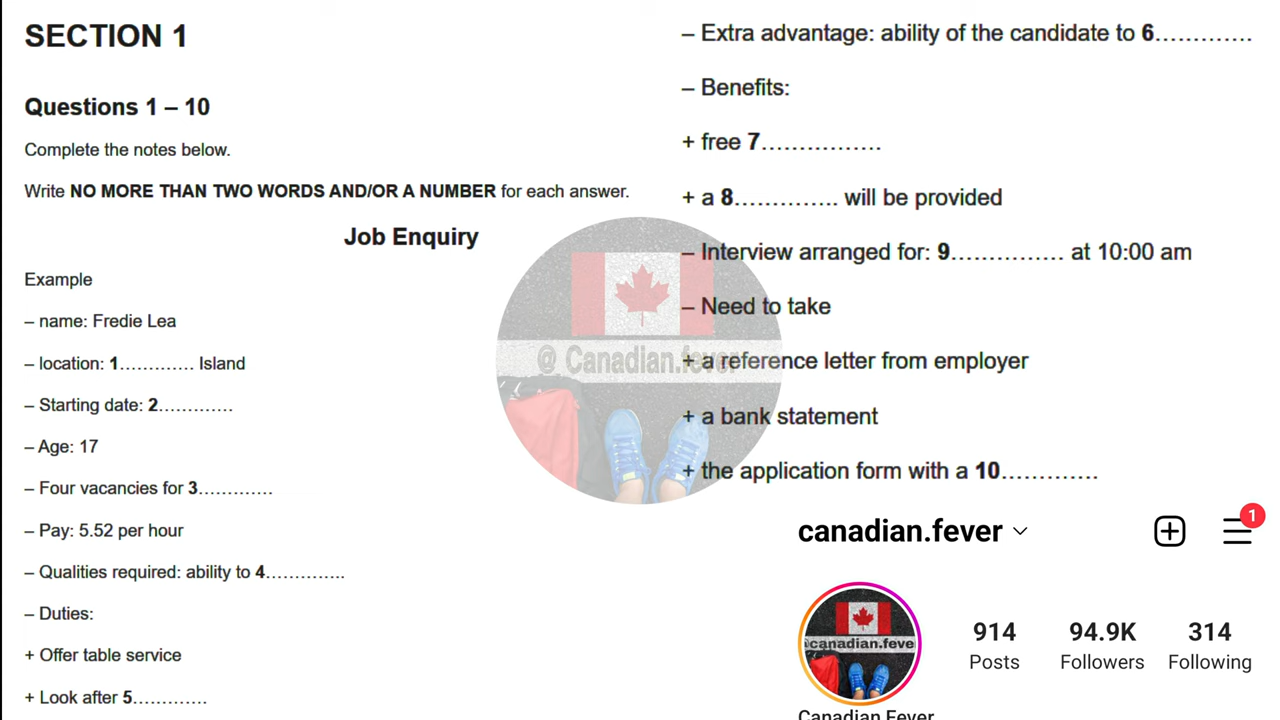 SECTION 1
Questions 1 – 10
Complete the notes below.
Write NO MORE THAN TWO WORDS AND/OR A NUMBER for each answer.
Job Enquiry
Example
– name: Fredie Lea
– location: 1…………. Island
– Starting date: 2………….
– Age: 17
– Four vacancies for 3………….
– Pay: 5.52 per hour
– Qualities required: ability to 4…………..
– Duties:
+ Offer table service
+ Look after 5………….
– Extra advantage: ability of the candidate to 6………….
– Benefits:
+ free 7…………….
+ a 8………….. will be provided
– Interview arranged for: 9…………… at 10:00 am
– Need to take
+ a reference letter from employer
+ a bank statement
+ the application form with a 10………….
@ Canadian.fever
canadian.fever
1
@canadian.feve
914 94.9K 314
Posts Followers Following
Canadian Fever